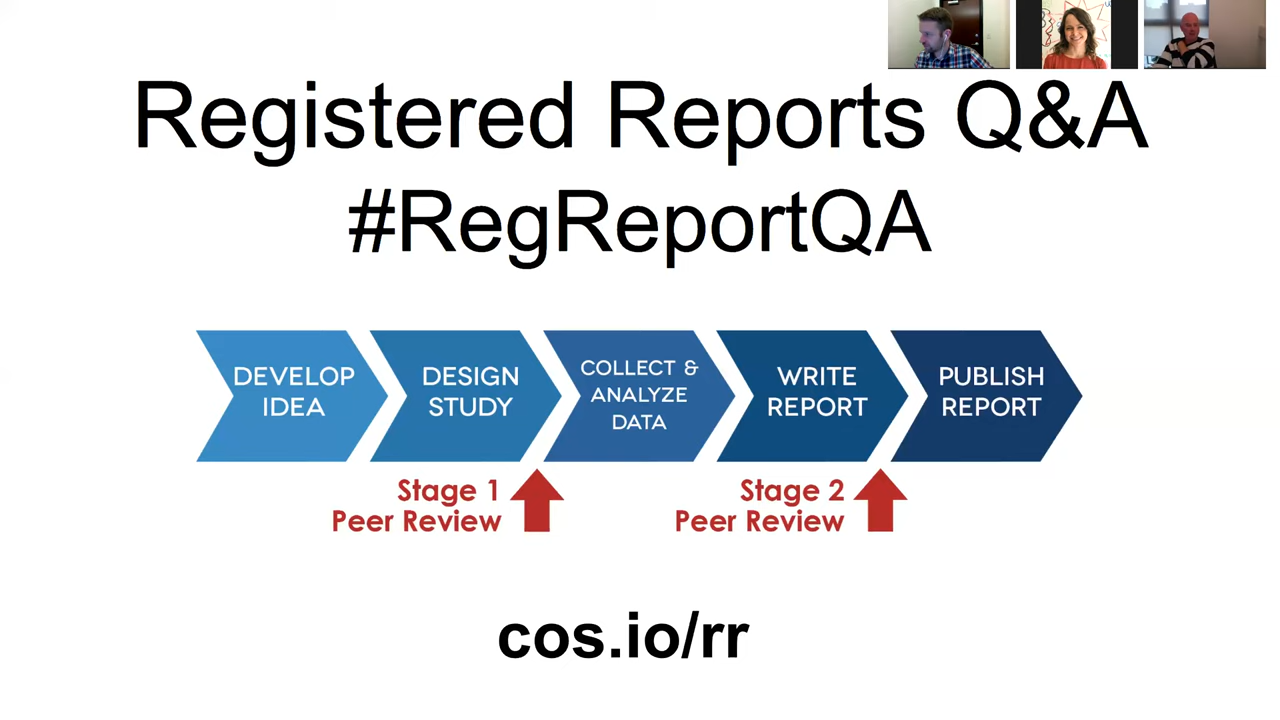 Registered Reports Q&A
#RegReportQA
DEVELOP
IDEA
DESIGN
STUDY
COLLECT &
ANALYZE
DATA
WRITE
REPORT
PUBLISH
REPORT
Stage 1
Peer Review
Stage 2
Peer Review
cos.io/rr